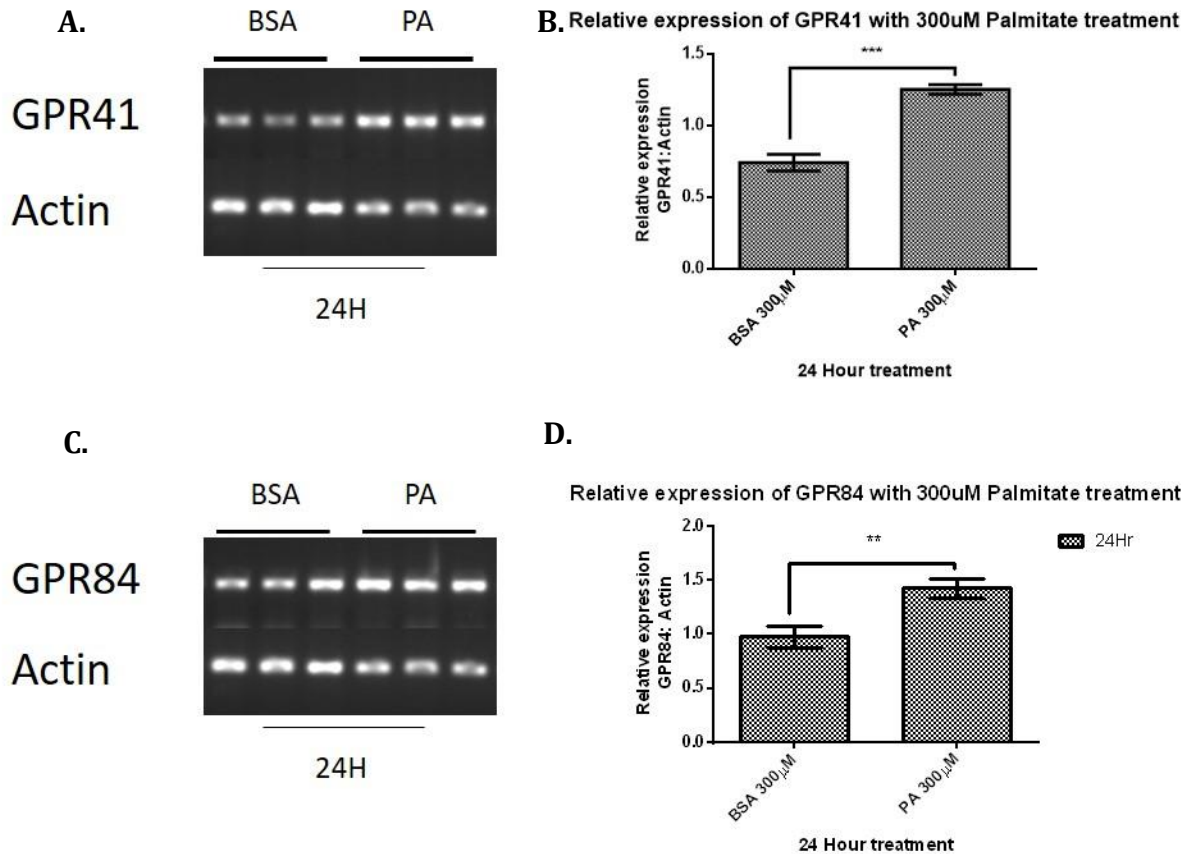 A.
BSA PA
GPR41
Actin
24H
B.
Relative expression of GPR41 with 300uM Palmitate treatment
Relative expression
GPR41:Actin
1.5
1.0
0.5
0.0
***
BSA 300μM
PA 300μM
24 Hour treatment
C.
BSA PA
GPR84
Actin
24H
D.
Relative expression of GPR84 with 300uM Palmitate treatment
Relative expression
GPR84: Actin
2.0
1.5
1.0
0.5
0.0
**
24Hr
BSA 300μM
PA 300μM
24 Hour treatment